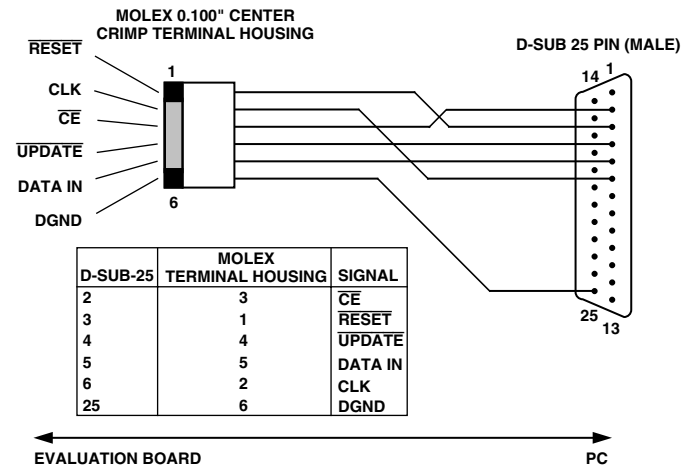 MOLEX 0.100" CENTER
CRIMP TERMINAL HOUSING
D-SUB 25 PIN (MALE)
RESET
CLK
CE
UPDATE
DATA IN
DGND
1
6
14
1
25
13
D-SUB-25 MOLEX TERMINAL HOUSING SIGNAL
2 3 CE
3 1 RESET
4 4 UPDATE
5 5 DATA IN
6 2 CLK
25 6 DGND
EVALUATION BOARD
PC